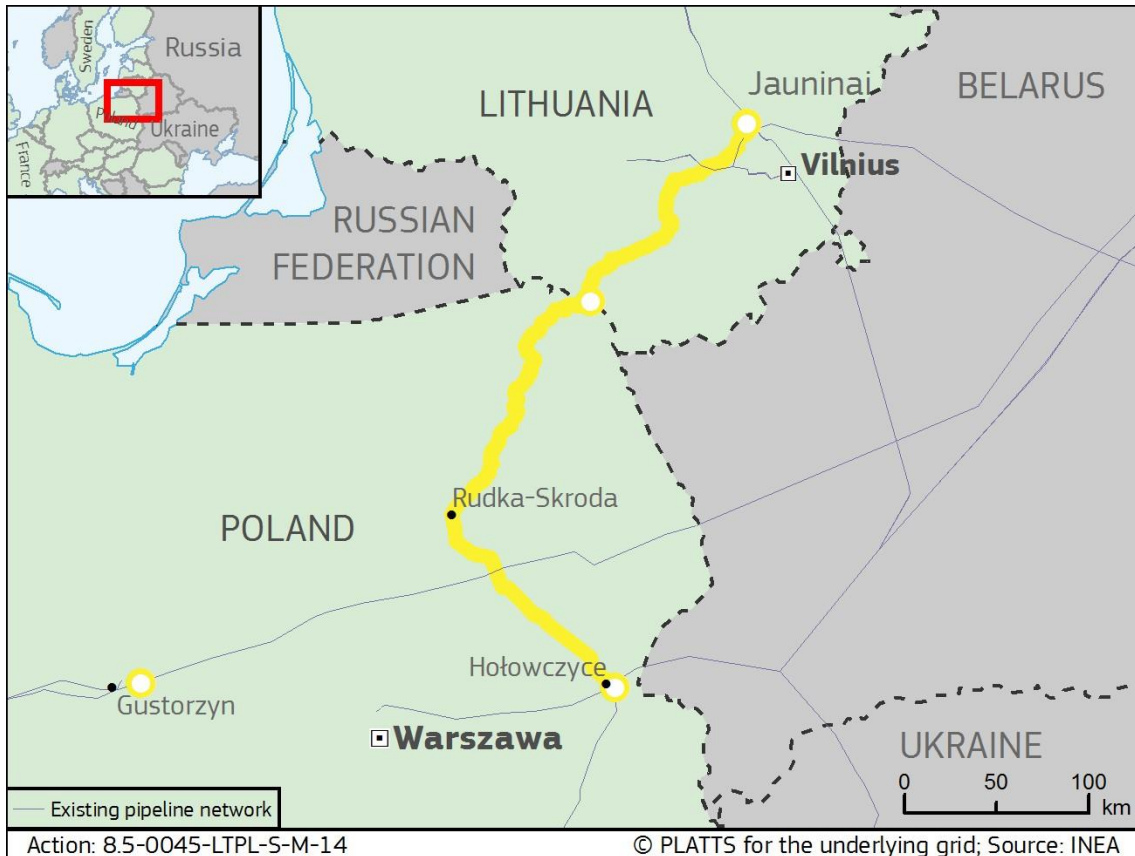 Russia
Sweden
Poland
Ukraine
France
LITHUANIA
Jauninai
BELARUS
Vilnius
RUSSIAN
FEDERATION
Rudka-Skroda
POLAND
Hołowczyce
Gustorzyn
Warszawa
UKRAINE
0 50 100
km
Existing pipeline network
Action: 8.5-0045-LTPL-S-M-14
© PLATTS for the underlying grid; Source: INEA